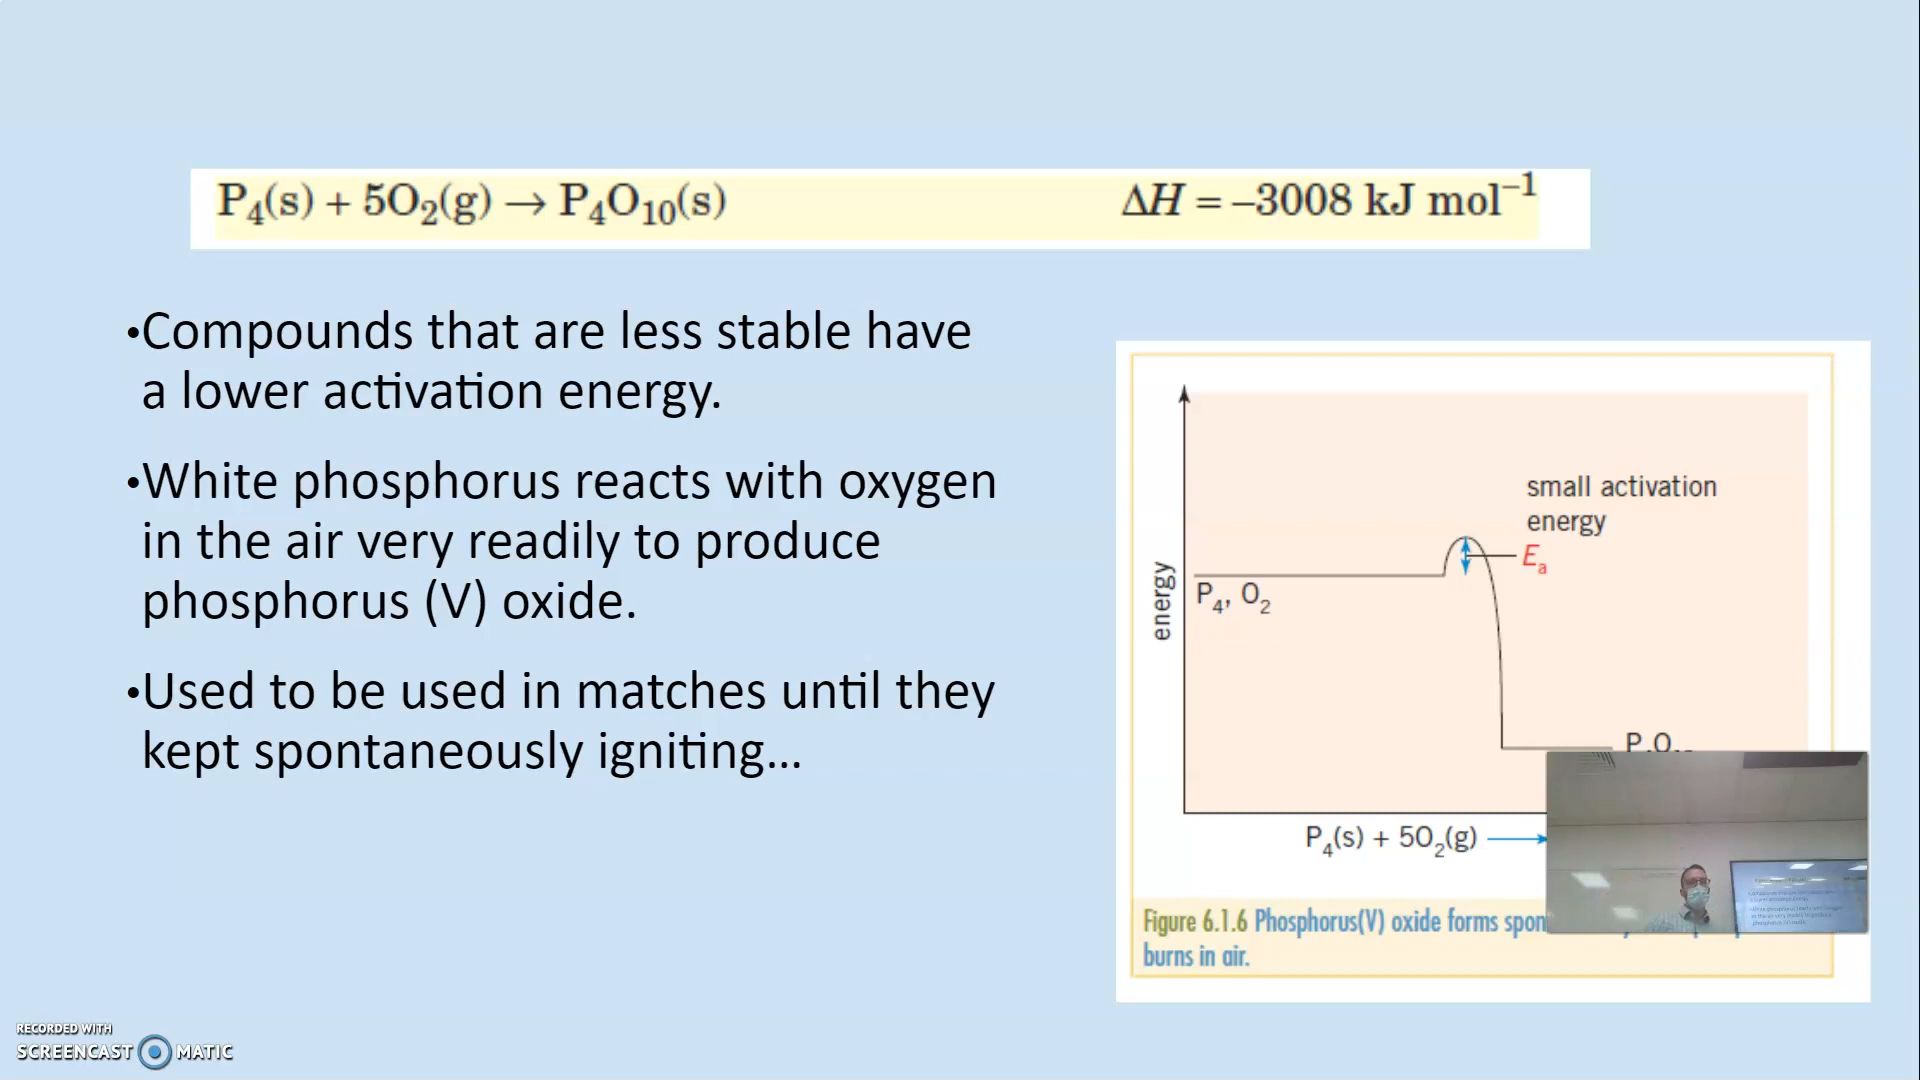 P₄(s) + 5O₂(g) → P₄O₁₀(s) ΔH = –3008 kJ mol⁻¹
•Compounds that are less stable have
a lower activation energy.
•White phosphorus reacts with oxygen
in the air very readily to produce
phosphorus (V) oxide.
•Used to be used in matches until they
kept spontaneously igniting...
small activation
energy
Eₐ
energy
P₄, O₂
P₄(s) + 5O₂(g)
Figure 6.1.6 Phosphorus(V) oxide forms
burns in air.
RECORDED WITH
SCREENCAST MATIC